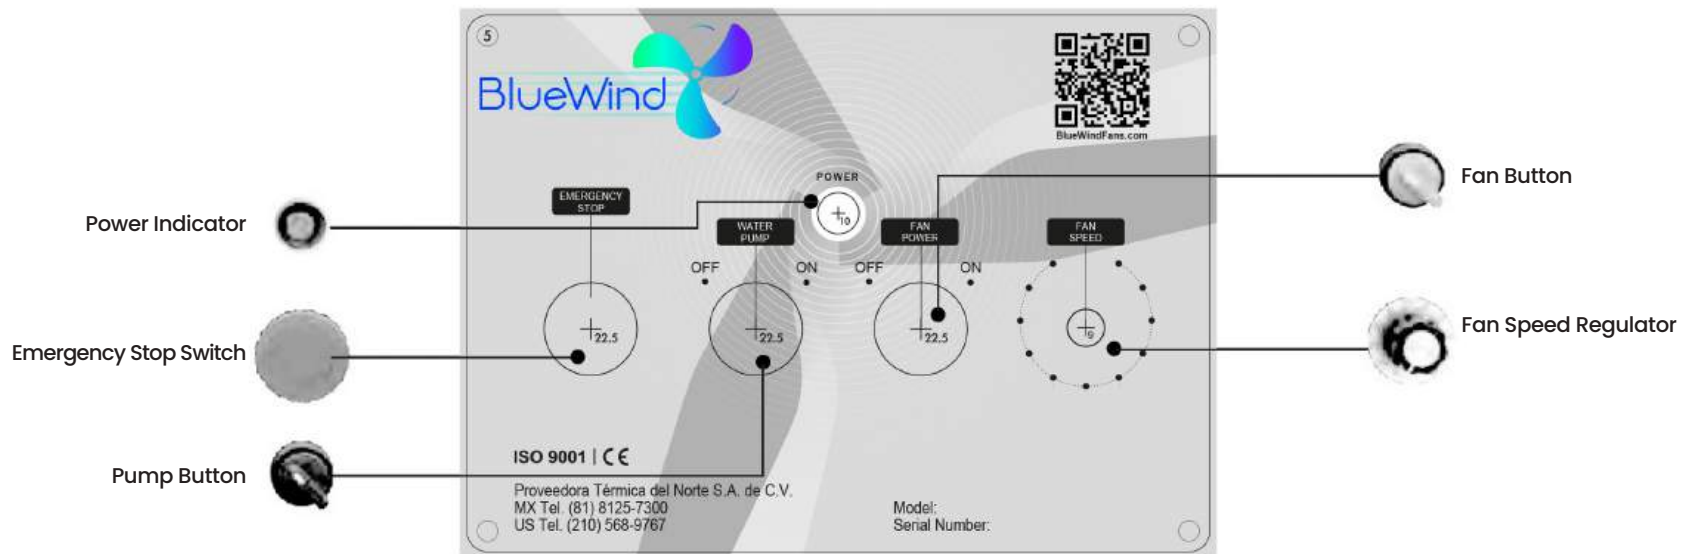 5
BlueWind
BlueWindFans.com
POWER
10
EMERGENCY
STOP
WATER
PUMP
FAN
POWER
FAN
SPEED
OFF
ON
OFF
ON
22.5
22.5
22.5
9
Power Indicator
Emergency Stop Switch
Pump Button
Fan Button
Fan Speed Regulator
ISO 9001 | CE
Proveedora Térmica del Norte S.A. de C.V.
MX Tel. (81) 8125-7300
US Tel. (210) 568-9767
Model:
Serial Number: